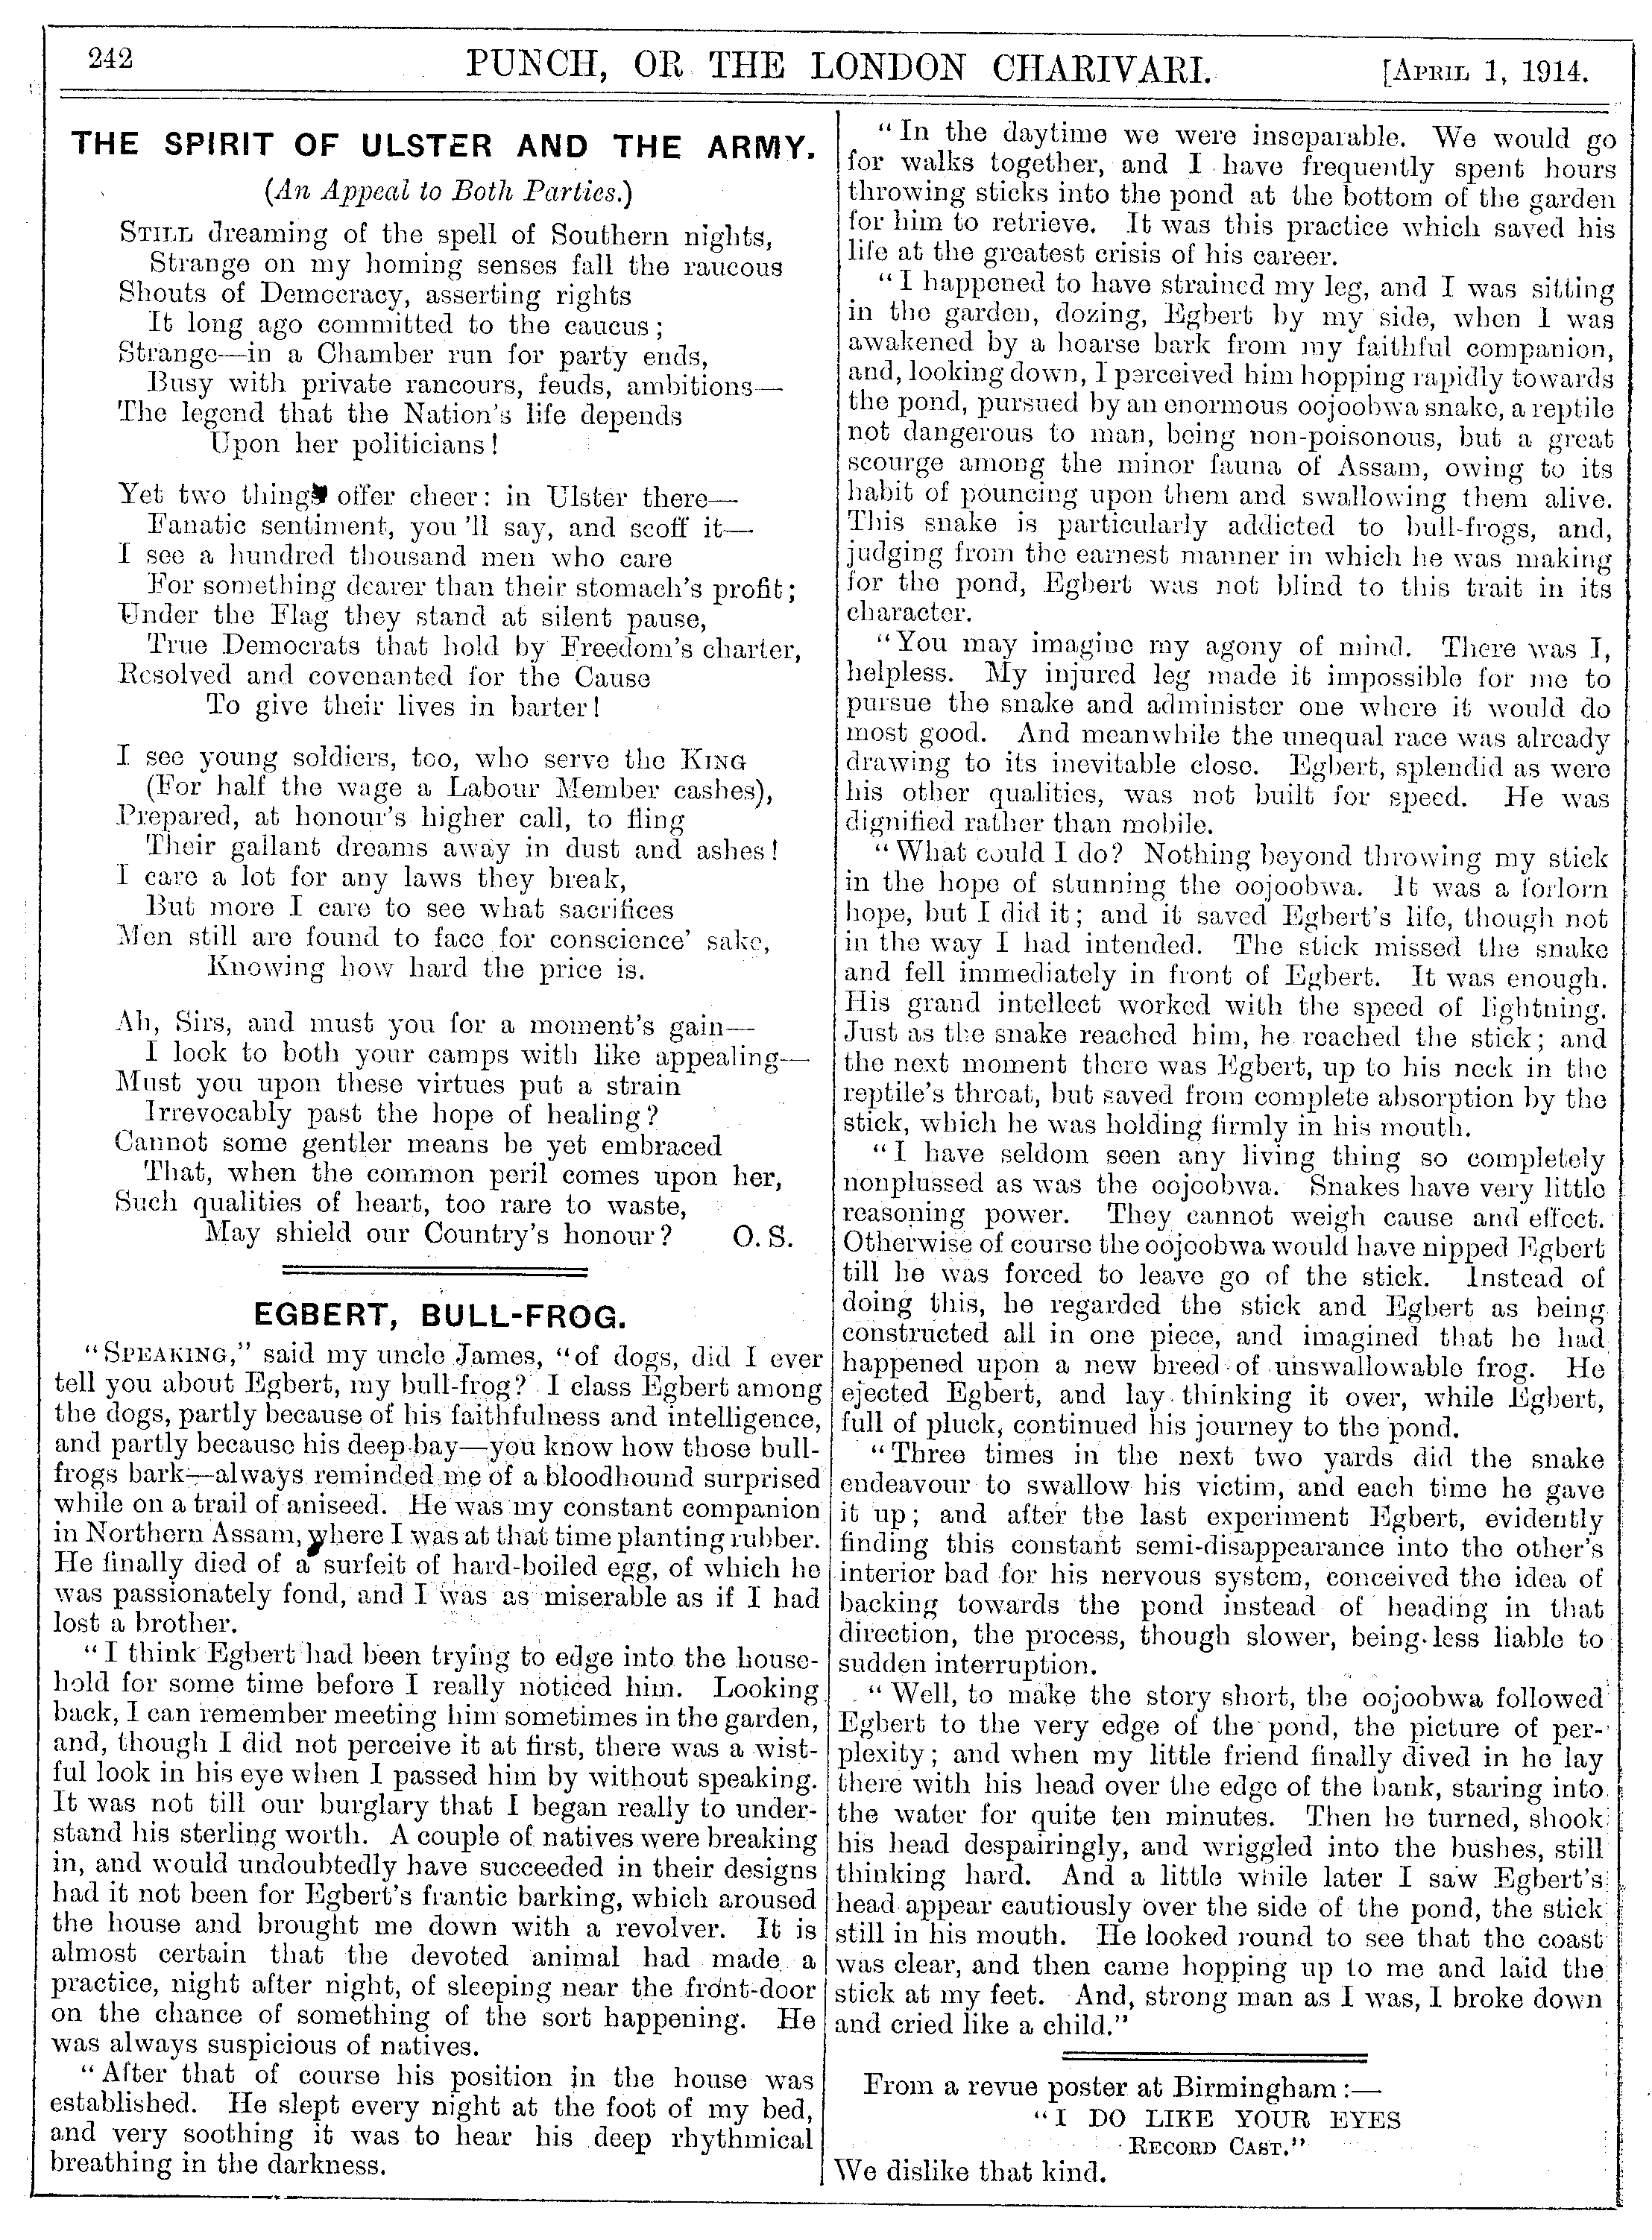 242 PUNCH, OR THE LONDON CHARIVARI. [APRIL 1, 1914.
THE SPIRIT OF ULSTER AND THE ARMY.
(An Appeal to Both Parties.)
STILL dreaming of the spell of Southern nights,
Strange on my homing senses fall the raucous
Shouts of Democracy, asserting rights
It long ago committed to the caucus;
Strange—in a Chamber run for party ends,
Busy with private rancours, feuds, ambitions—
The legend that the Nation's life depends
Upon her politicians!
Yet two things offer cheer: in Ulster there—
Fanatic sentiment, you 'll say, and scoff it—
I see a hundred thousand men who care
For something dearer than their stomach's profit;
Under the Flag they stand at silent pause,
True Democrats that hold by Freedom's charter,
Resolved and covenanted for the Cause
To give their lives in barter!
I see young soldiers, too, who serve the KING
(For half the wage a Labour Member cashes),
Prepared, at honour's higher call, to fling
Their gallant dreams away in dust and ashes!
I care a lot for any laws they break,
But more I care to see what sacrifices
Men still are found to face for conscience' sake,
Knowing how hard the price is.
Ah, Sirs, and must you for a moment's gain—
I look to both your camps with like appealing—
Must you upon these virtues put a strain
Irrevocably past the hope of healing?
Cannot some gentler means be yet embraced
That, when the common peril comes upon her,
Such qualities of heart, too rare to waste,
May shield our Country's honour? O. S.
EGBERT, BULL-FROG.
"SPEAKING," said my uncle James, "of dogs, did I ever
tell you about Egbert, my bull-frog? I class Egbert among
the dogs, partly because of his faithfulness and intelligence,
and partly because his deep bay—you know how those bull-
frogs bark—always reminded me of a bloodhound surprised
while on a trail of aniseed. He was my constant companion
in Northern Assam, where I was at that time planting rubber.
He finally died of a surfeit of hard-boiled egg, of which he
was passionately fond, and I was as miserable as if I had
lost a brother.
"I think Egbert had been trying to edge into the house-
hold for some time before I really noticed him. Looking
back, I can remember meeting him sometimes in the garden,
and, though I did not perceive it at first, there was a wist-
ful look in his eye when I passed him by without speaking.
It was not till our burglary that I began really to under-
stand his sterling worth. A couple of natives were breaking
in, and would undoubtedly have succeeded in their designs
had it not been for Egbert's frantic barking, which aroused
the house and brought me down with a revolver. It is
almost certain that the devoted animal had made a
practice, night after night, of sleeping near the front-door
on the chance of something of the sort happening. He
was always suspicious of natives.
"After that of course his position in the house was
established. He slept every night at the foot of my bed,
and very soothing it was to hear his deep rhythmical
breathing in the darkness.
"In the daytime we were inseparable. We would go
for walks together, and I have frequently spent hours
throwing sticks into the pond at the bottom of the garden
for him to retrieve. It was this practice which saved his
life at the greatest crisis of his career.
"I happened to have strained my leg, and I was sitting
in the garden, dozing, Egbert by my side, when I was
awakened by a hoarse bark from my faithful companion,
and, looking down, I perceived him hopping rapidly towards
the pond, pursued by an enormous oojoobwa snake, a reptile
not dangerous to man, being non-poisonous, but a great
scourge among the minor fauna of Assam, owing to its
habit of pouncing upon them and swallowing them alive.
This snake is particularly addicted to bull-frogs, and,
judging from the earnest manner in which he was making
for the pond, Egbert was not blind to this trait in its
character.
"You may imagine my agony of mind. There was I,
helpless. My injured leg made it impossible for me to
pursue the snake and administer one where it would do
most good. And meanwhile the unequal race was already
drawing to its inevitable close. Egbert, splendid as were
his other qualities, was not built for speed. He was
dignified rather than mobile.
"What could I do? Nothing beyond throwing my stick
in the hope of stunning the oojoobwa. It was a forlorn
hope, but I did it; and it saved Egbert's life, though not
in the way I had intended. The stick missed the snake
and fell immediately in front of Egbert. It was enough.
His grand intellect worked with the speed of lightning.
Just as the snake reached him, he reached the stick; and
the next moment there was Egbert, up to his neck in the
reptile's throat, but saved from complete absorption by the
stick, which he was holding firmly in his mouth.
"I have seldom seen any living thing so completely
nonplussed as was the oojoobwa. Snakes have very little
reasoning power. They cannot weigh cause and effect.
Otherwise of course the oojoobwa would have nipped Egbert
till he was forced to leave go of the stick. Instead of
doing this, he regarded the stick and Egbert as being
constructed all in one piece, and imagined that he had
happened upon a new breed of unswallowable frog. He
ejected Egbert, and lay thinking it over, while Egbert,
full of pluck, continued his journey to the pond.
"Three times in the next two yards did the snake
endeavour to swallow his victim, and each time he gave
it up; and after the last experiment Egbert, evidently
finding this constant semi-disappearance into the other's
interior bad for his nervous system, conceived the idea of
backing towards the pond instead of heading in that
direction, the process, though slower, being less liable to
sudden interruption.
"Well, to make the story short, the oojoobwa followed
Egbert to the very edge of the pond, the picture of per-
plexity; and when my little friend finally dived in he lay
there with his head over the edge of the bank, staring into
the water for quite ten minutes. Then he turned, shook
his head despairingly, and wriggled into the bushes, still
thinking hard. And a little while later I saw Egbert's
head appear cautiously over the side of the pond, the stick
still in his mouth. He looked round to see that the coast
was clear, and then came hopping up to me and laid the
stick at my feet. And, strong man as I was, I broke down
and cried like a child."
From a revue poster at Birmingham:—
"I DO LIKE YOUR EYES
RECORD CAST."
We dislike that kind.